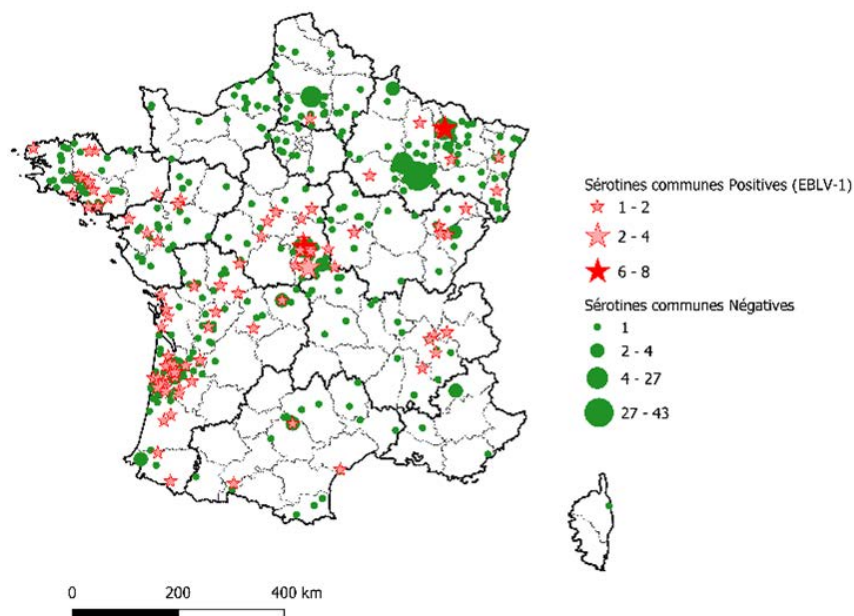 Sérotines communes Positives (EBLV-1)
1 - 2
2 - 4
6 - 8
Sérotines communes Négatives
1
2 - 4
4 - 27
27 - 43
0 200 400 km